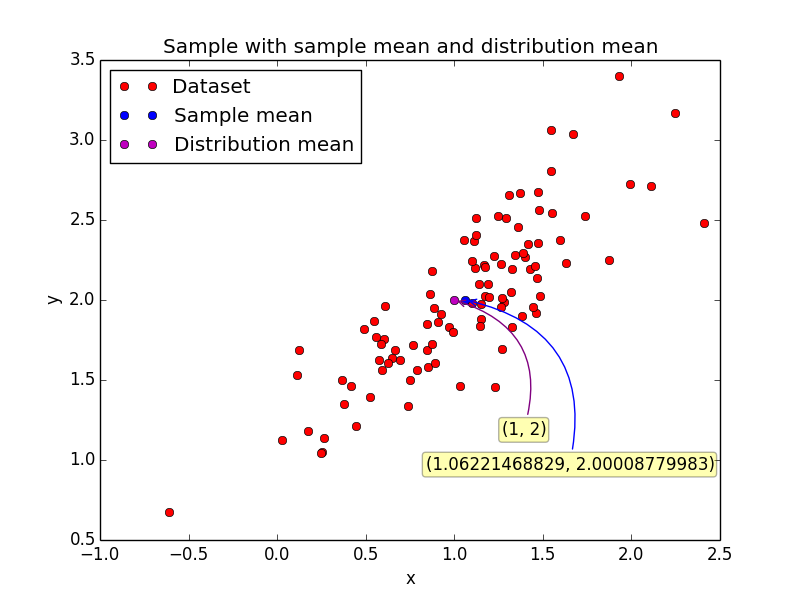 Sample with sample mean and distribution mean
3.5
Dataset
Sample mean
Distribution mean
3.0
2.5
y
2.0
1.5
(1, 2)
1.0
(1.06221468829, 2.00008779983)
0.5
−1.0 −0.5 0.0 0.5 1.0 1.5 2.0 2.5
x